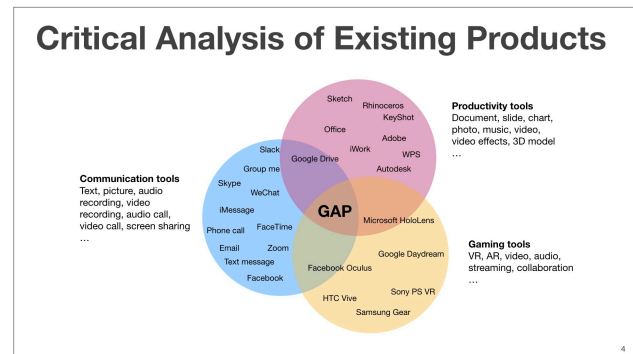 Critical Analysis of Existing Products
Sketch
Rhinoceros
KeyShot
Office
Adobe
iWork
WPS
Autodesk
Productivity tools
Document, slide, chart,
photo, music, video,
video effects, 3D model
...
Slack
Google Drive
Group me
Skype
WeChat
iMessage
Phone call
FaceTime
Email
Zoom
Text message
Facebook
Communication tools
Text, picture, audio
recording, video
recording, audio call,
video call, screen sharing
...
GAP
Microsoft HoloLens
Google Daydream
Facebook Oculus
Sony PS VR
HTC Vive
Samsung Gear
Gaming tools
VR, AR, video, audio,
streaming, collaboration
...
4